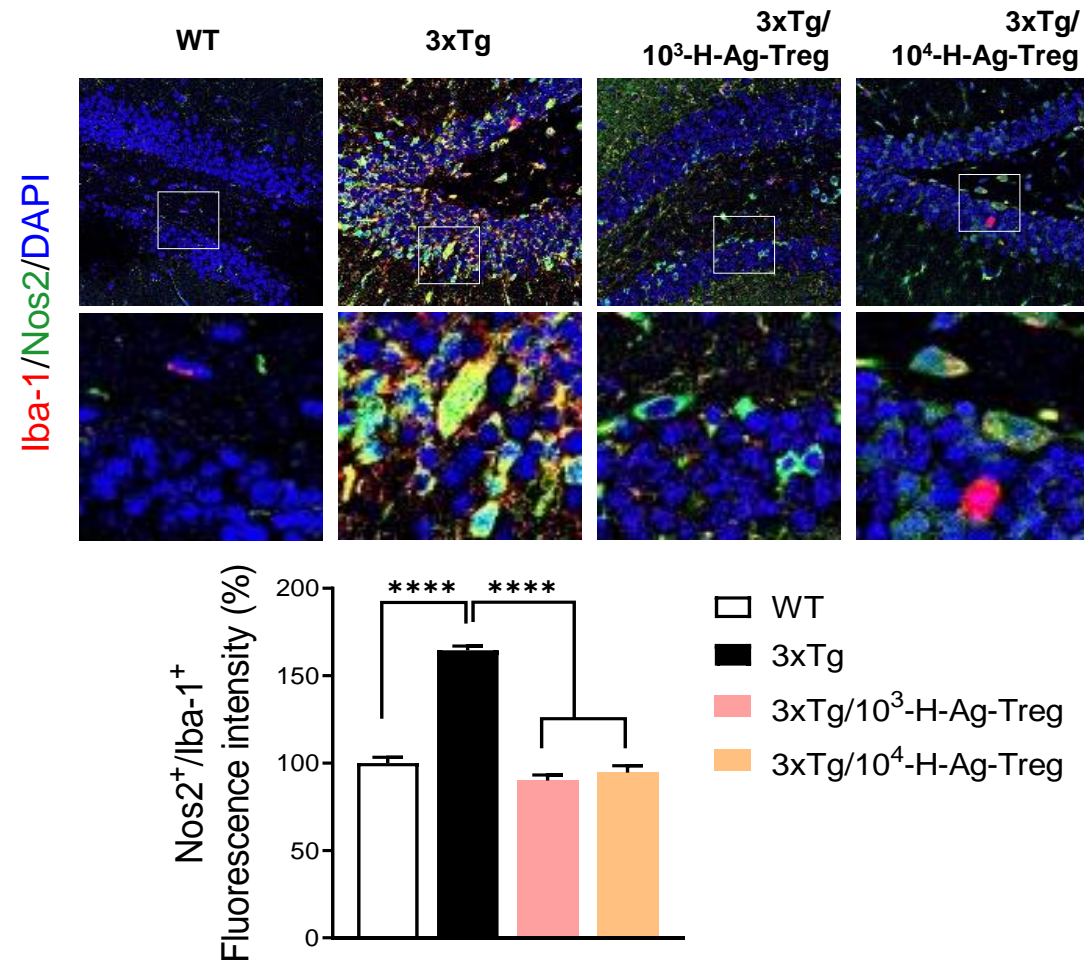 WT
3xTg
3xTg/
10³-H-Ag-Treg
3xTg/
10⁴-H-Ag-Treg
Iba-1/Nos2/DAPI
Nos2⁺/Iba-1⁺
Fluorescence intensity (%)
200
150
100
50
0
****
****
WT
3xTg
3xTg/10³-H-Ag-Treg
3xTg/10⁴-H-Ag-Treg